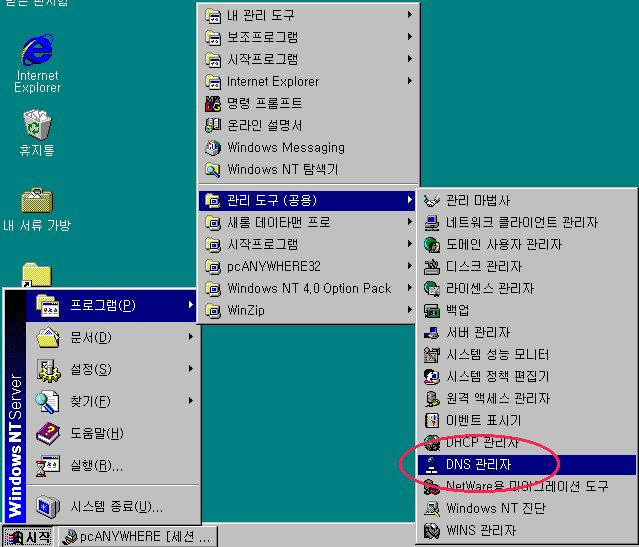 Internet
Explorer
휴지통
내 서류 가방
내 관리 도구
보조프로그램
시작프로그램
Internet Explorer
명령 프롬프트
온라인 설명서
Windows Messaging
Windows NT 탐색기
관리 도구 (공용)
새롬 데이타맨 프로
시작프로그램
pcANYWHERE32
Windows NT 4,0 Option Pack
WinZip
관리 마법사
네트워크 클라이언트 관리자
도메인 사용자 관리자
디스크 관리자
라이센스 관리자
백업
서버 관리자
시스템 성능 모니터
시스템 정책 편집기
원격 액세스 관리자
이벤트 표시기
DHCP 관리자
DNS 관리자
NetWare용 마이그레이션 도구
Windows NT 진단
WINS 관리자
Windows NT Server
프로그램(P)
문서(D)
설정(S)
찾기(F)
도움말(H)
실행(R)...
시스템 종료(U)...
시작
pcANYWHERE [세션 ...